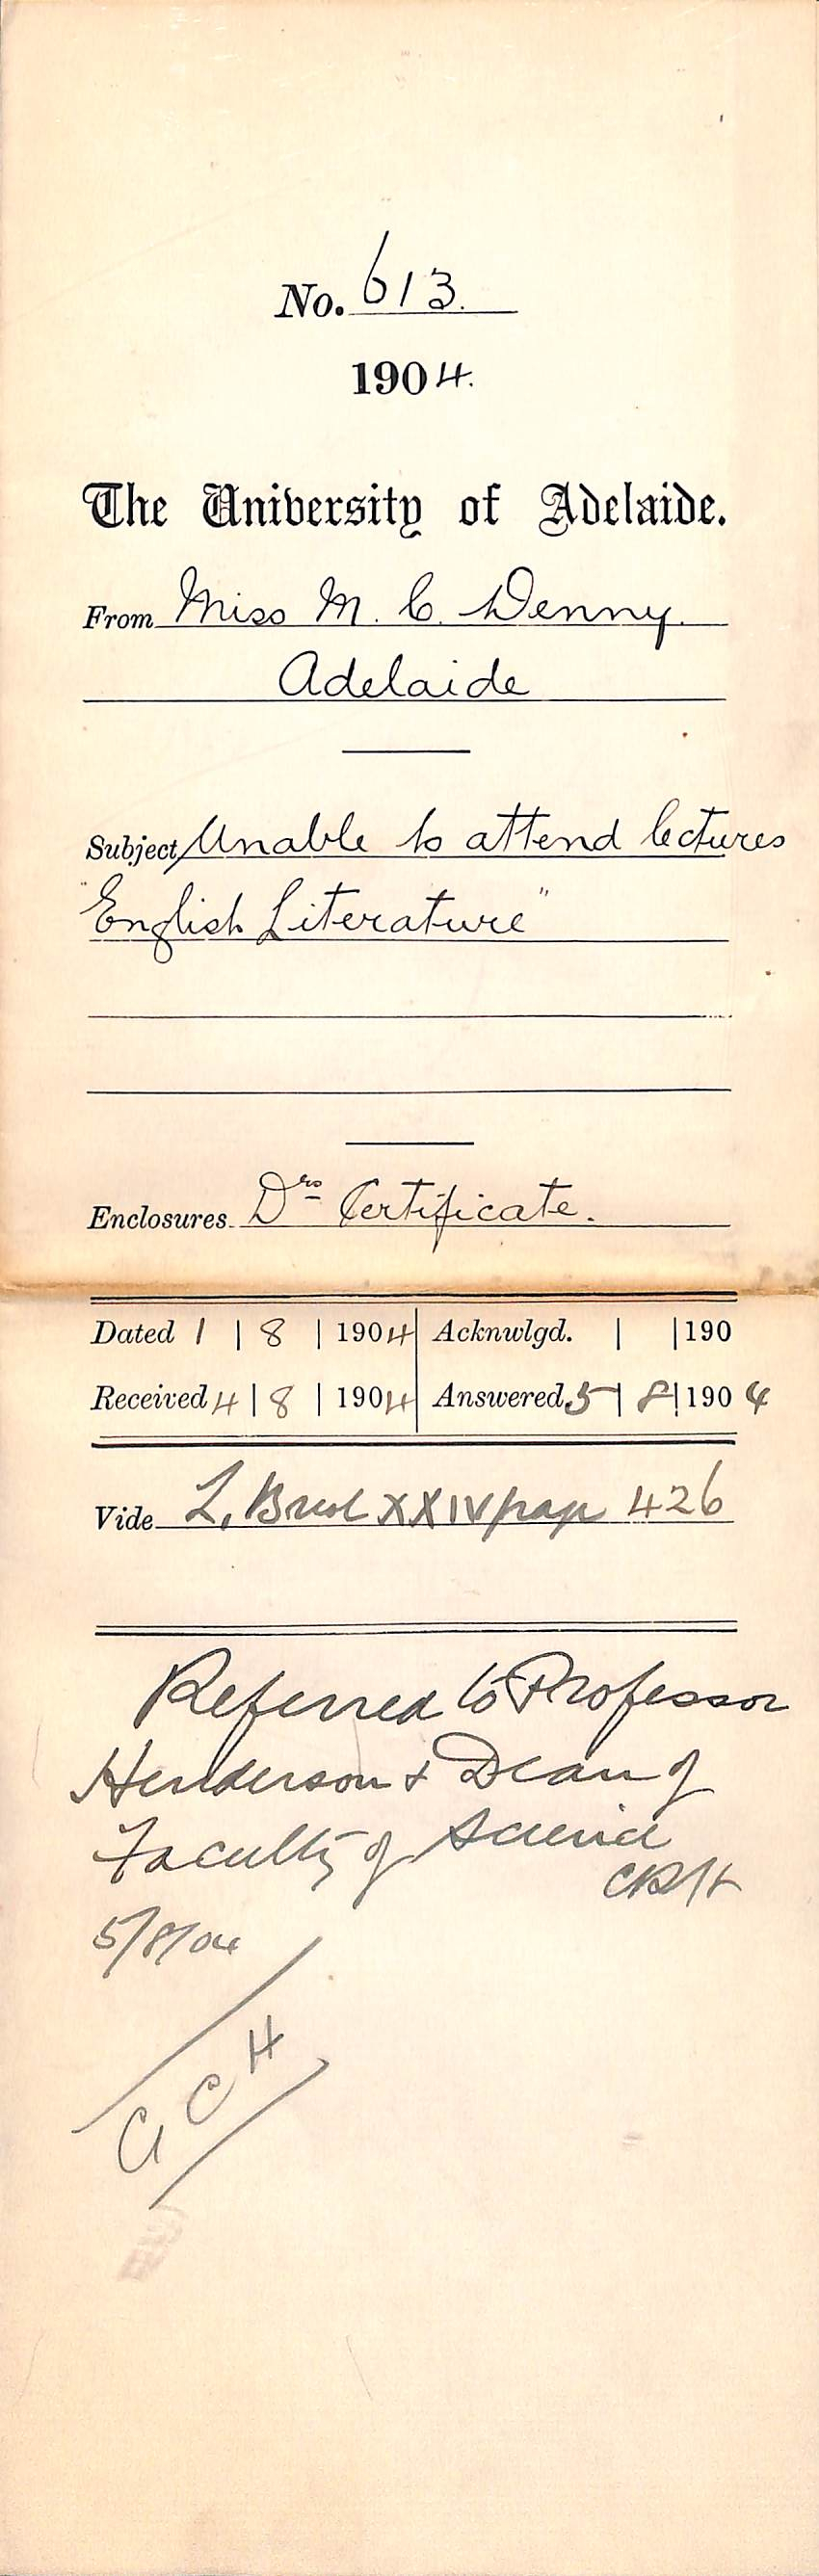 No. 613.
1904.
The University of Adelaide.
From Miss M. C. Denny.
Adelaide
Subject Unable to attend lectures
"English Literature"
Enclosures. Drs Certificate.
Dated 1 | 8 | 1904 Acknwlgd. | | 190
Received 4 | 8 | 1904 Answered. 5 | 8 | 1904
Vide L. Book XXIV page 426
Referred to Professor
Henderson & Dean of
Faculty of Science
5/8/04
GCH